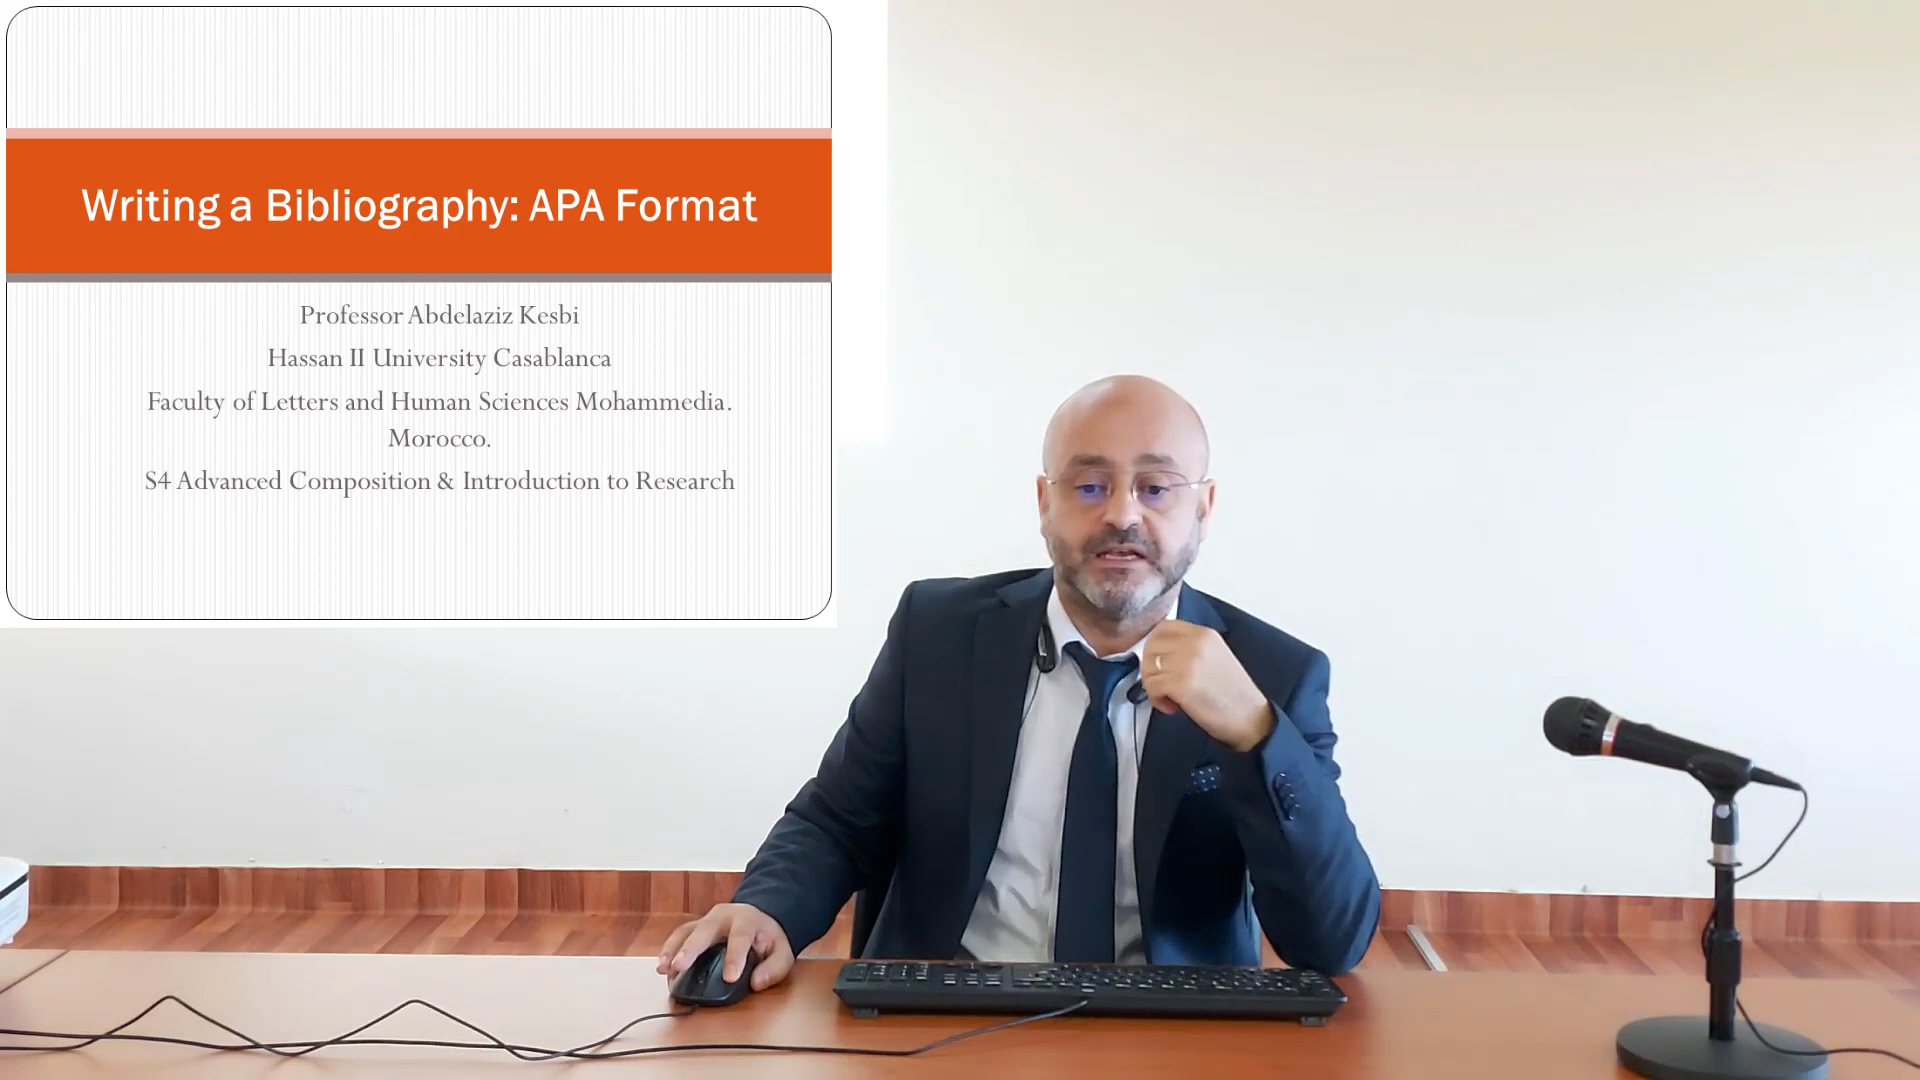 Writing a Bibliography: APA Format
Professor Abdelaziz Kesbi
Hassan II University Casablanca
Faculty of Letters and Human Sciences Mohammedia.
Morocco.
S4 Advanced Composition & Introduction to Research